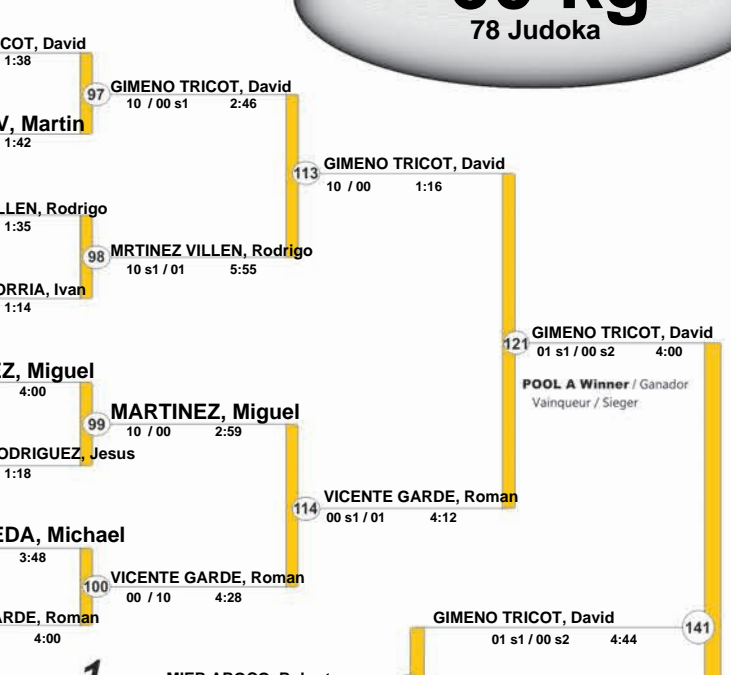 78 Judoka
COT, David
1:38
97
GIMENO TRICOT, David
10 / 00 s1 2:46
V, Martin
1:42
113
GIMENO TRICOT, David
10 / 00 1:16
LLEN, Rodrigo
1:35
98
MRTINEZ VILLEN, Rodrigo
10 s1 / 01 5:55
ORRIA, Ivan
1:14
121
GIMENO TRICOT, David
01 s1 / 00 s2 4:00
POOL A Winner / Ganador
Vainqueur / Sieger
Z, Miguel
4:00
99
MARTINEZ, Miguel
10 / 00 2:59
ODRIGUEZ, Jesus
1:18
114
VICENTE GARDE, Roman
00 s1 / 01 4:12
EDA, Michael
3:48
100
VICENTE GARDE, Roman
00 / 10 4:28
ARDE, Roman
4:00
GIMENO TRICOT, David
01 s1 / 00 s2 4:44
141